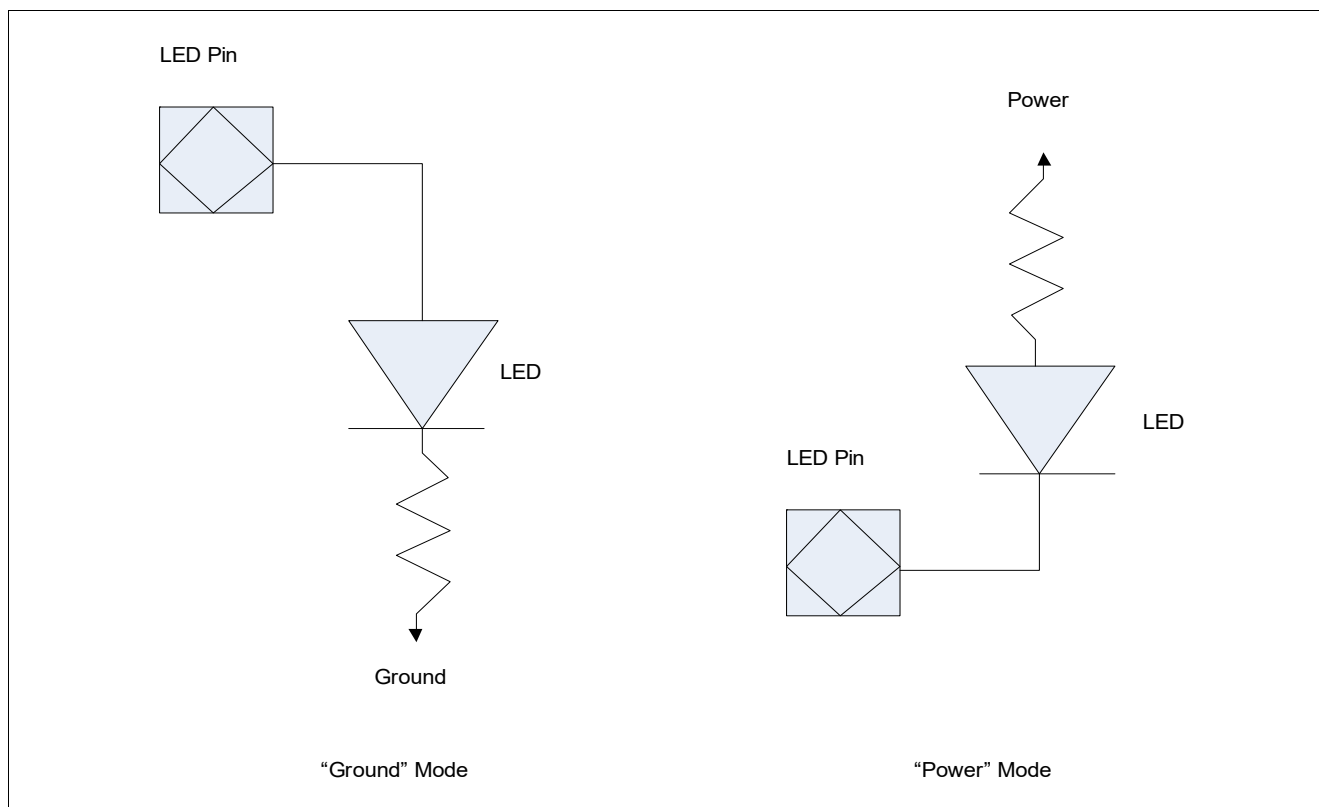 LED Pin
LED
Ground
“Ground” Mode
Power
LED
LED Pin
“Power” Mode